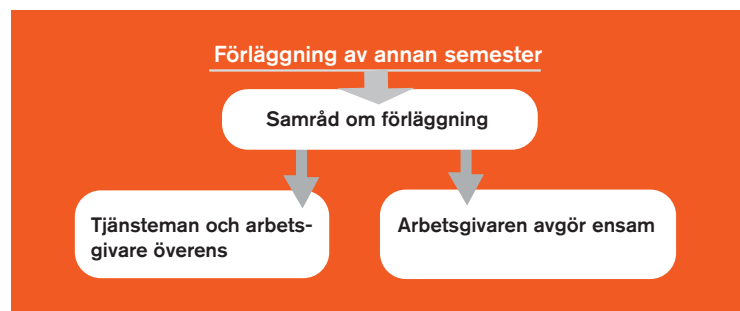 Förläggning av annan semester
Samråd om förläggning
Tjänsteman och arbets-
givare överens
Arbetsgivaren avgör ensam